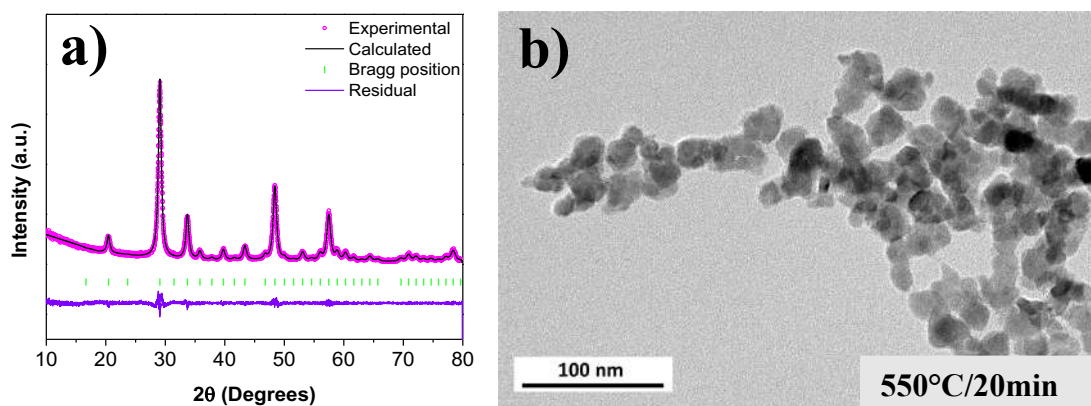 a)
Experimental
Calculated
Bragg position
Residual
Intensity (a.u.)
10 20 30 40 50 60 70 80
2θ (Degrees)
b)
100 nm
550°C/20min